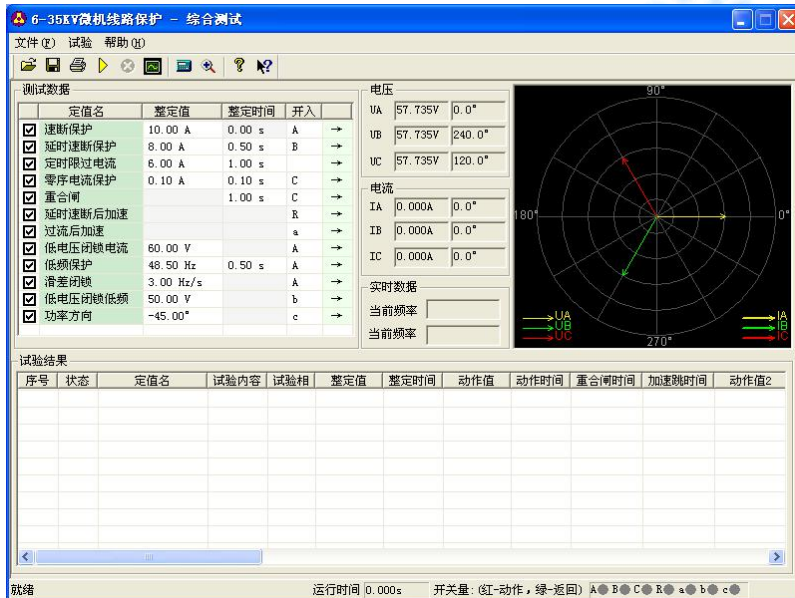 6-35KV微机线路保护 - 综合测试
文件(F) 试验 帮助(H)
测试数据
定值名 整定值 整定时间 开入
速断保护 10.00 A 0.00 s A →
延时速断保护 8.00 A 0.50 s B →
定时限过电流 6.00 A 1.00 s →
零序电流保护 0.10 A 0.10 s C →
重合闸 1.00 s C →
延时速断后加速 R →
过流后加速 a →
低电压闭锁电流 60.00 V A →
低频保护 48.50 Hz 0.50 s A →
滑差闭锁 3.00 Hz/s A →
低电压闭锁低频 50.00 V b →
功率方向 -45.00° c →
电压
UA 57.735V 0.0°
UB 57.735V 240.0°
UC 57.735V 120.0°
电流
IA 0.000A 0.0°
IB 0.000A 0.0°
IC 0.000A 0.0°
实时数据
当前频率
当前频率
90°
180° 0°
270°
UA IA
UB IB
UC IC
试验结果
序号 状态 定值名 试验内容 试验相 整定值 整定时间 动作值 动作时间 重合闸时间 加速跳时间 动作值2
就绪 运行时间 0.000s 开关量:(红-动作，绿-返回) A B C R a b c